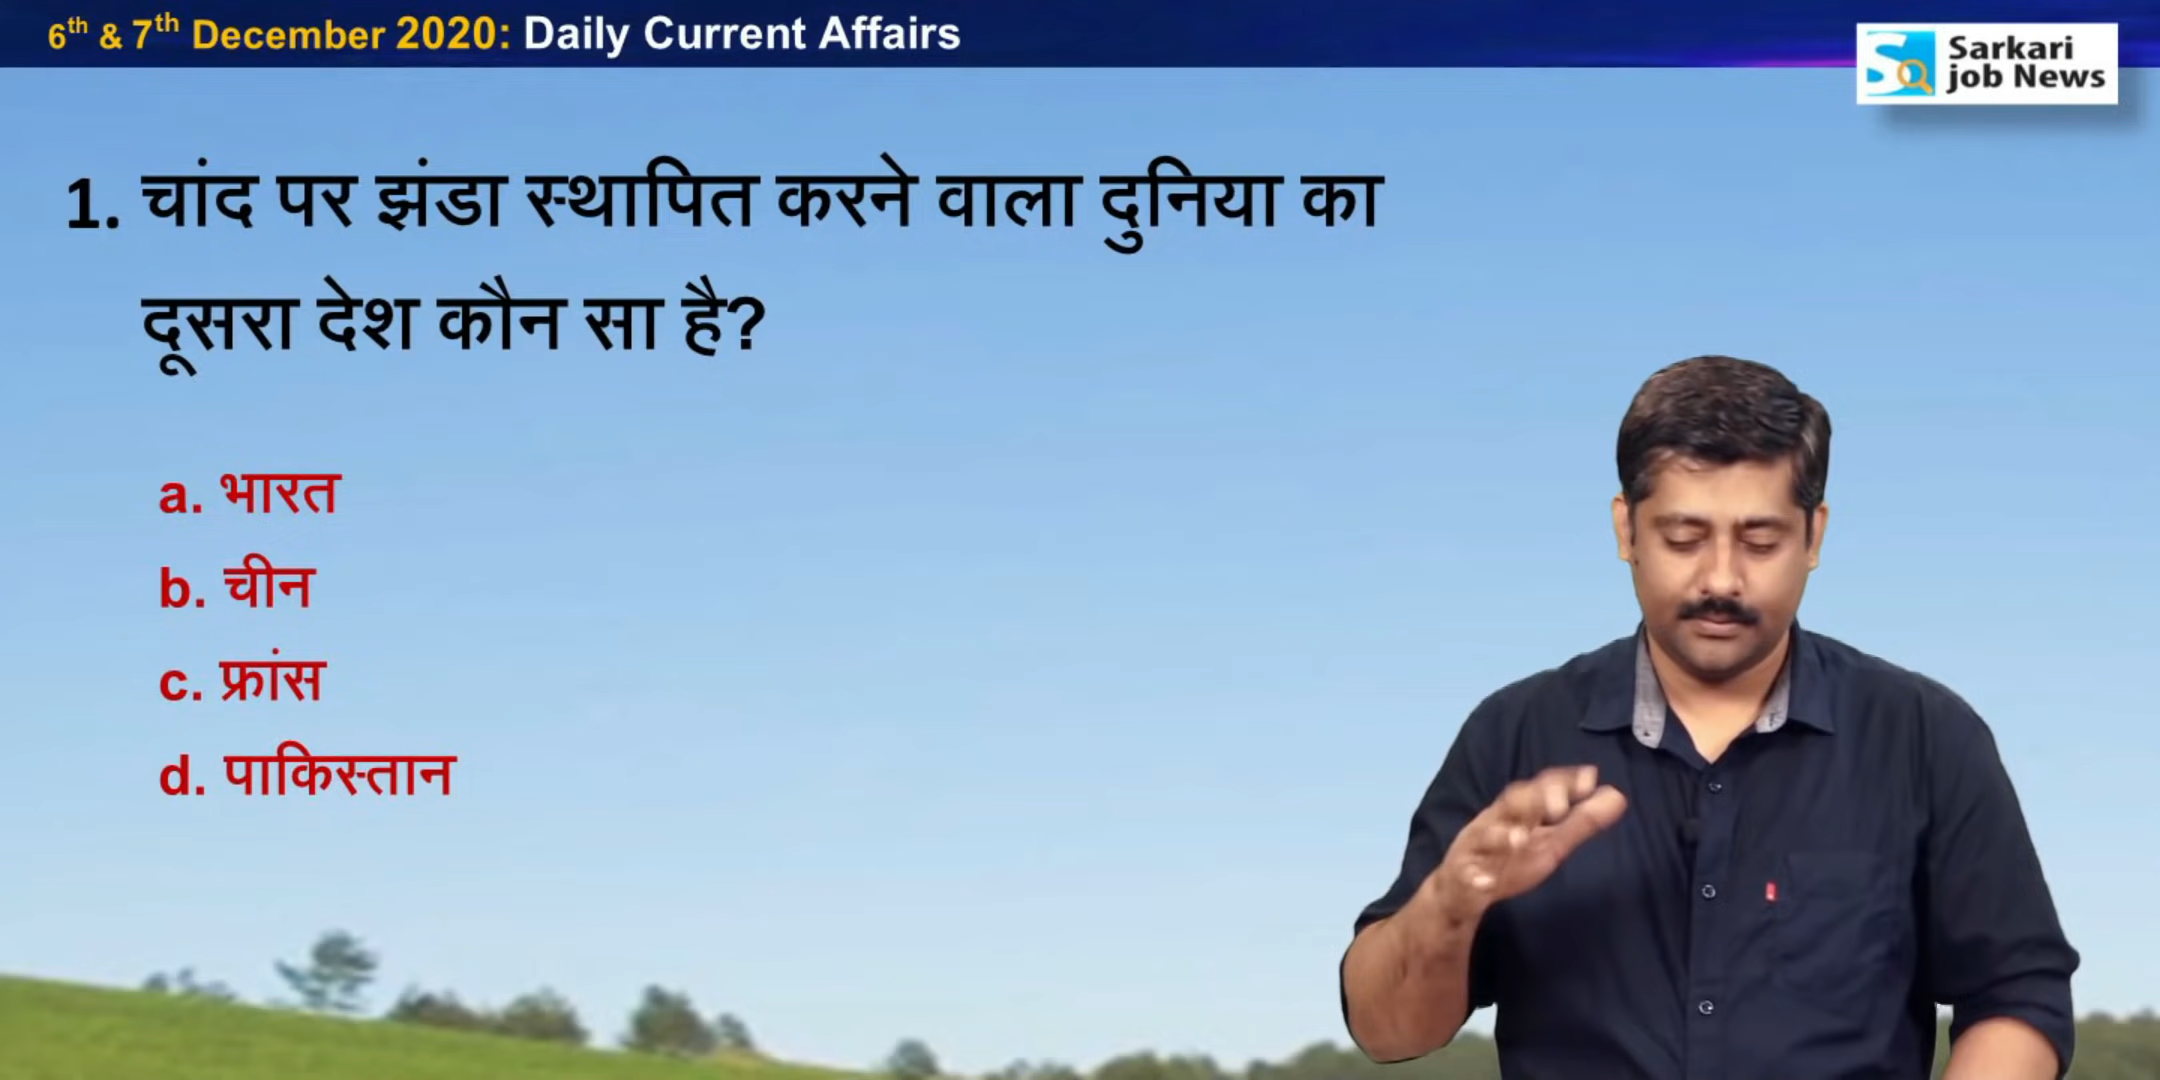 6th & 7th December 2020: Daily Current Affairs
Sarkari
job News
1. चांद पर झंडा स्थापित करने वाला दुनिया का
दूसरा देश कौन सा है?
a. भारत
b. चीन
c. फ्रांस
d. पाकिस्तान